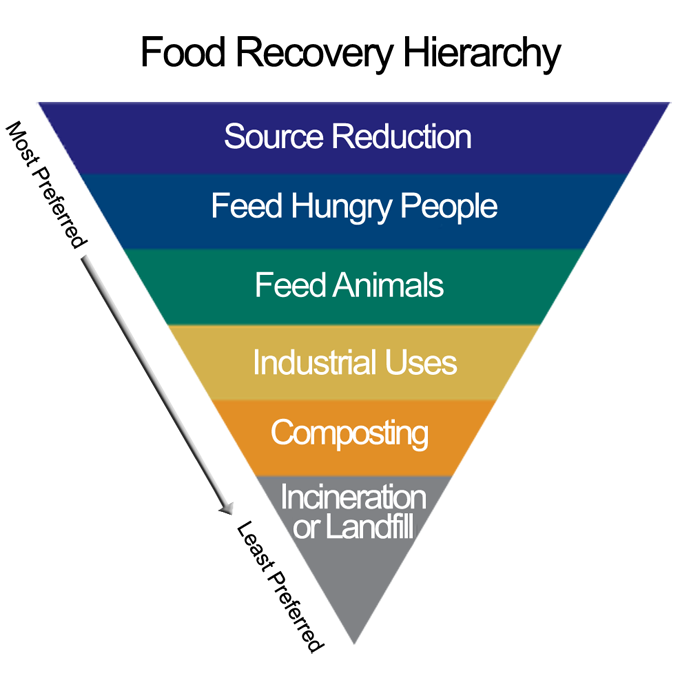 Food Recovery Hierarchy
Most Preferred
Source Reduction
Feed Hungry People
Feed Animals
Industrial Uses
Composting
Incineration
or Landfill
Least Preferred